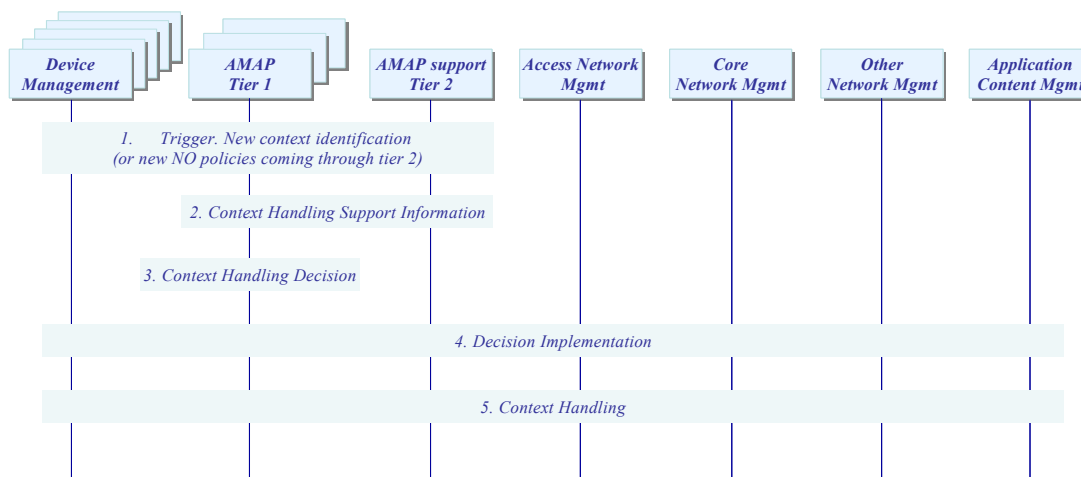 Device
Management
AMAP
Tier 1
AMAP support
Tier 2
Access Network
Mgmt
Core
Network Mgmt
Other
Network Mgmt
Application
Content Mgmt
1. Trigger. New context identification
(or new NO policies coming through tier 2)
2. Context Handling Support Information
3. Context Handling Decision
4. Decision Implementation
5. Context Handling